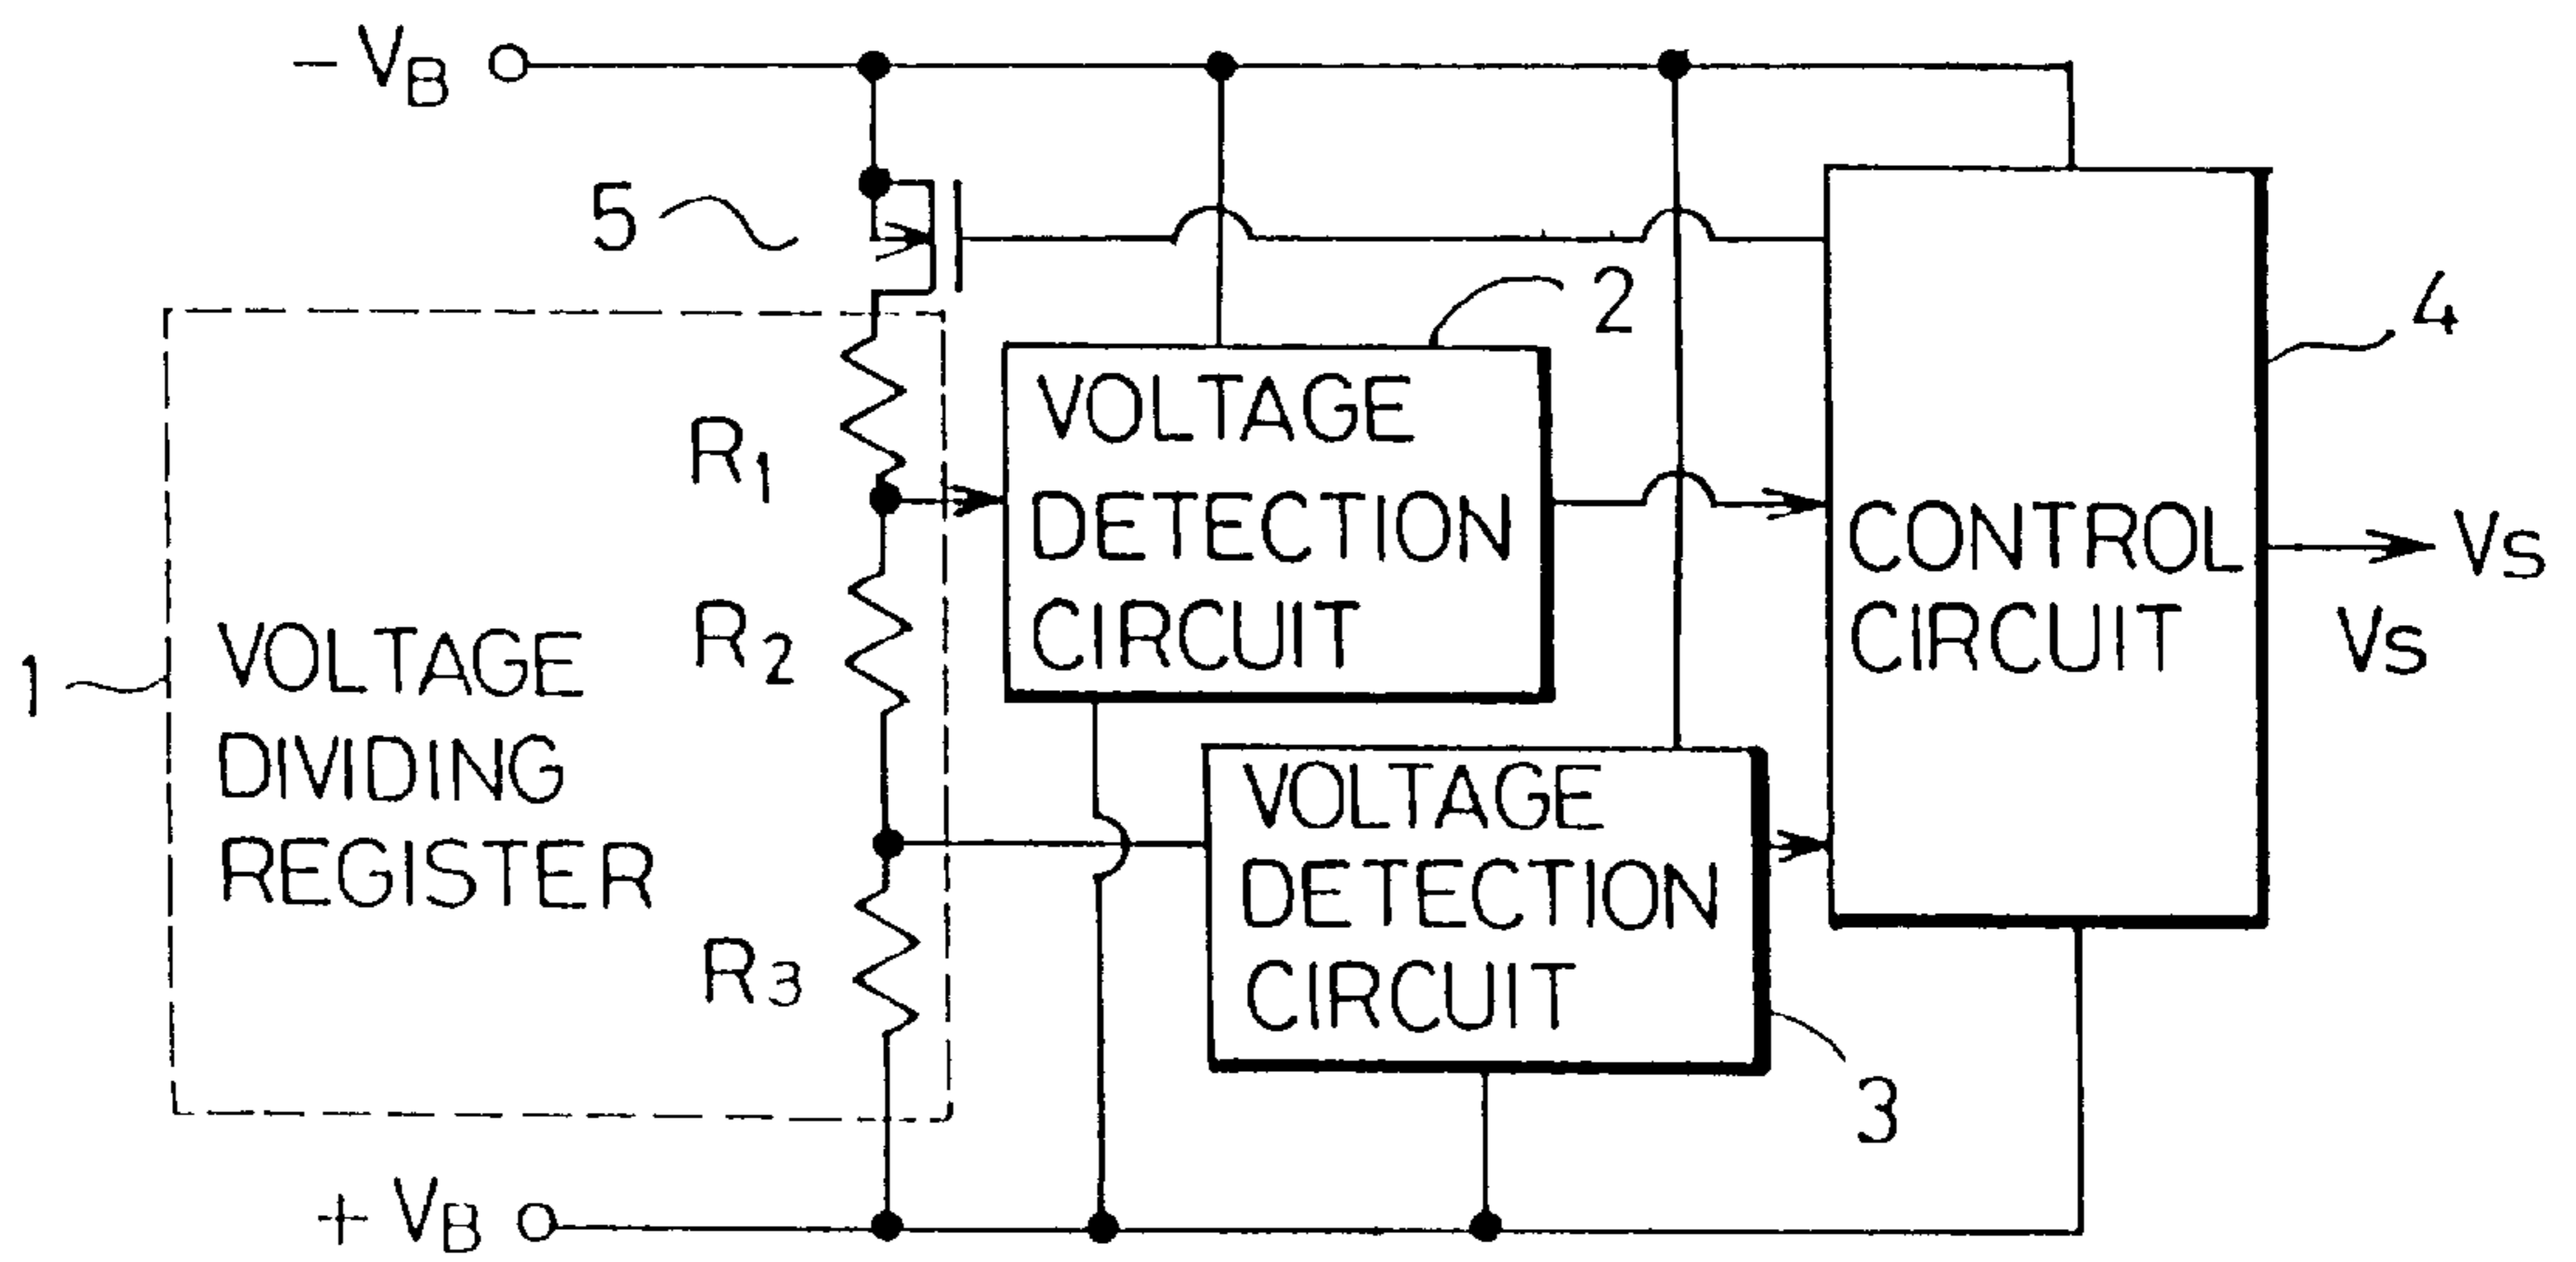 − VB
5
2
4
VOLTAGE
DETECTION
CIRCUIT
R1
CONTROL
CIRCUIT
VS
VS
R2
1
VOLTAGE
DIVIDING
REGISTER
VOLTAGE
DETECTION
CIRCUIT
R3
3
+ VB